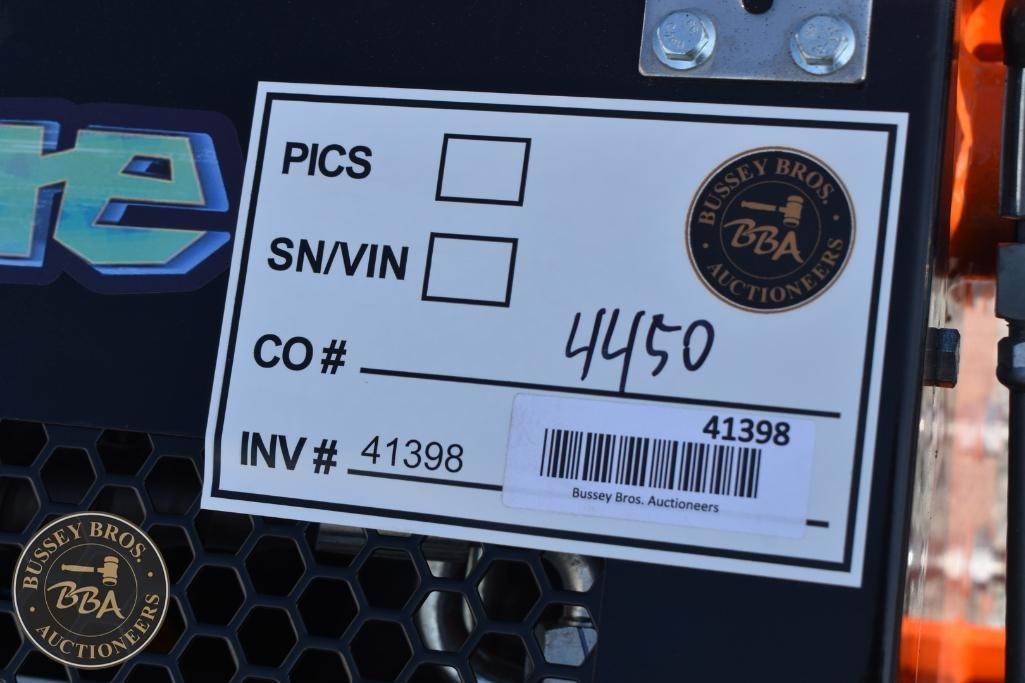 PICS
SN/VIN
CO # 4450
INV # 41398
41398
Bussey Bros. Auctioneers
BUSSEY BROS.
BBA
AUCTIONEERS
BUSSEY BROS.
BBA
AUCTIONEERS